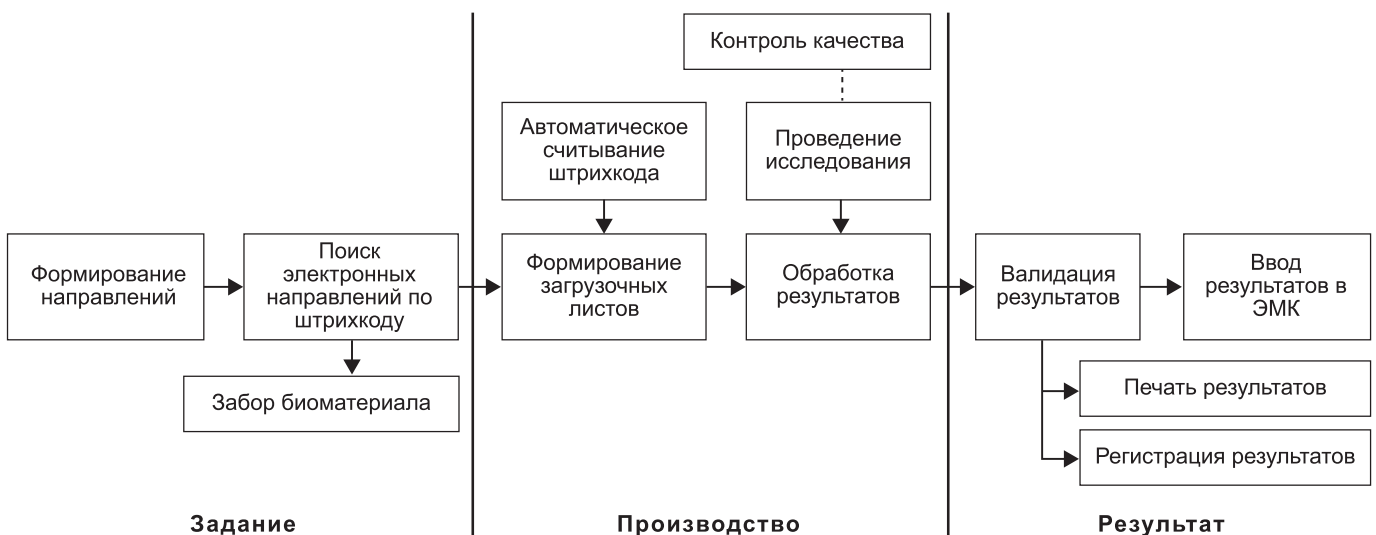 Контроль качества
Автоматическое
считывание
штрихкода
Проведение
исследования
Формирование
направлений
Поиск
электронных
направлений по
штрихкоду
Формирование
загрузочных
листов
Обработка
результатов
Валидация
результатов
Ввод
результатов в
ЭМК
Забор биоматериала
Печать результатов
Регистрация результатов
Задание
Производство
Результат